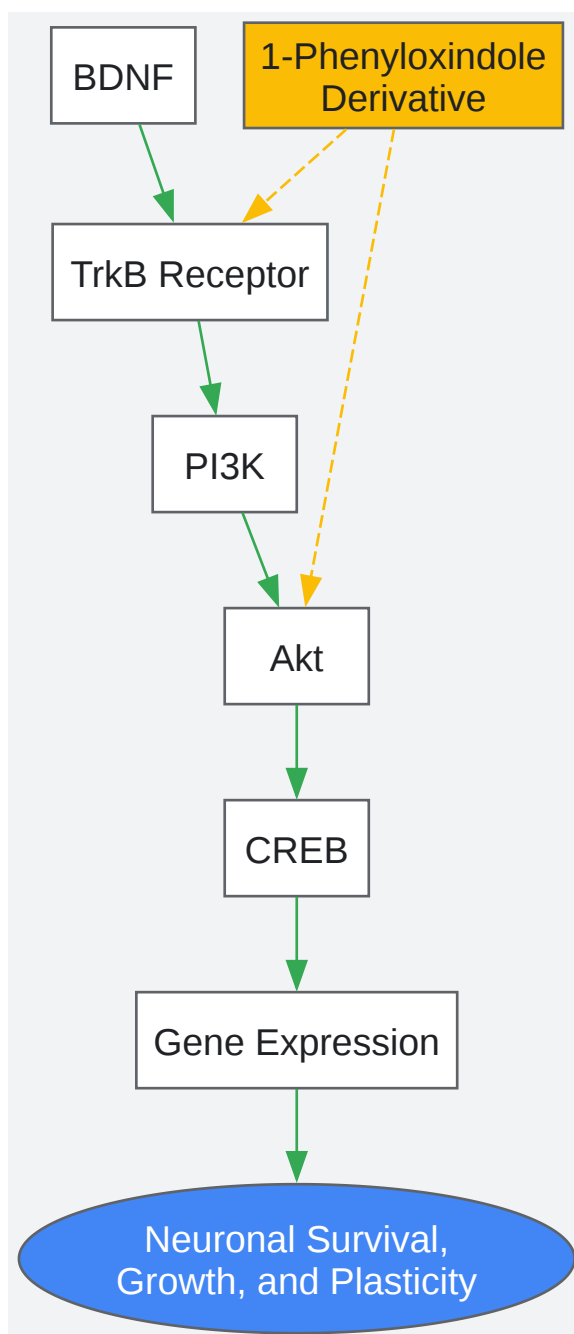 BDNF
1-Phenyloxindole
Derivative
TrkB Receptor
PI3K
Akt
CREB
Gene Expression
Neuronal Survival,
Growth, and Plasticity